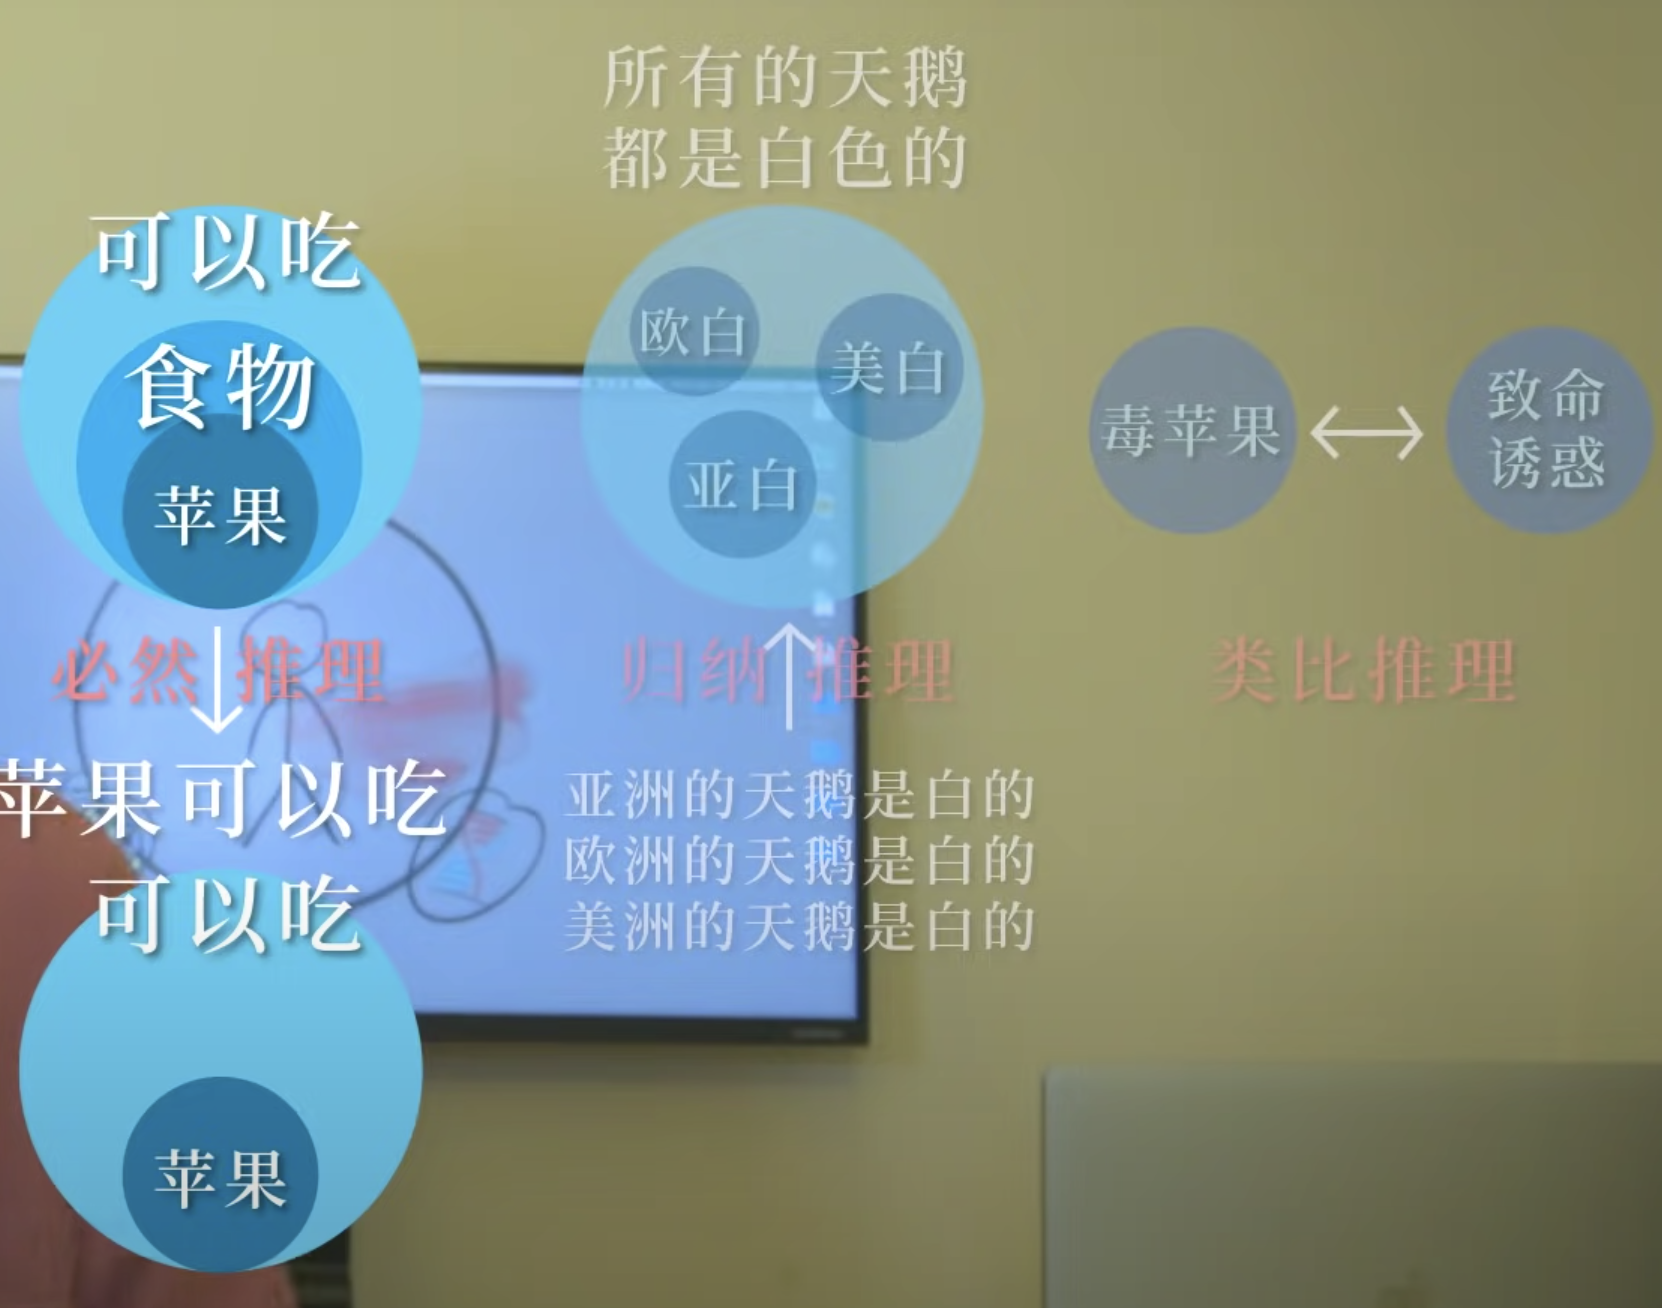 可以吃
食物
苹果
必然 推理
苹果可以吃
可以吃
苹果
所有的天鹅
都是白色的
欧白
美白
亚白
归纳 推理
亚洲的天鹅是白的
欧洲的天鹅是白的
美洲的天鹅是白的
毒苹果
致命
诱惑
类比推理